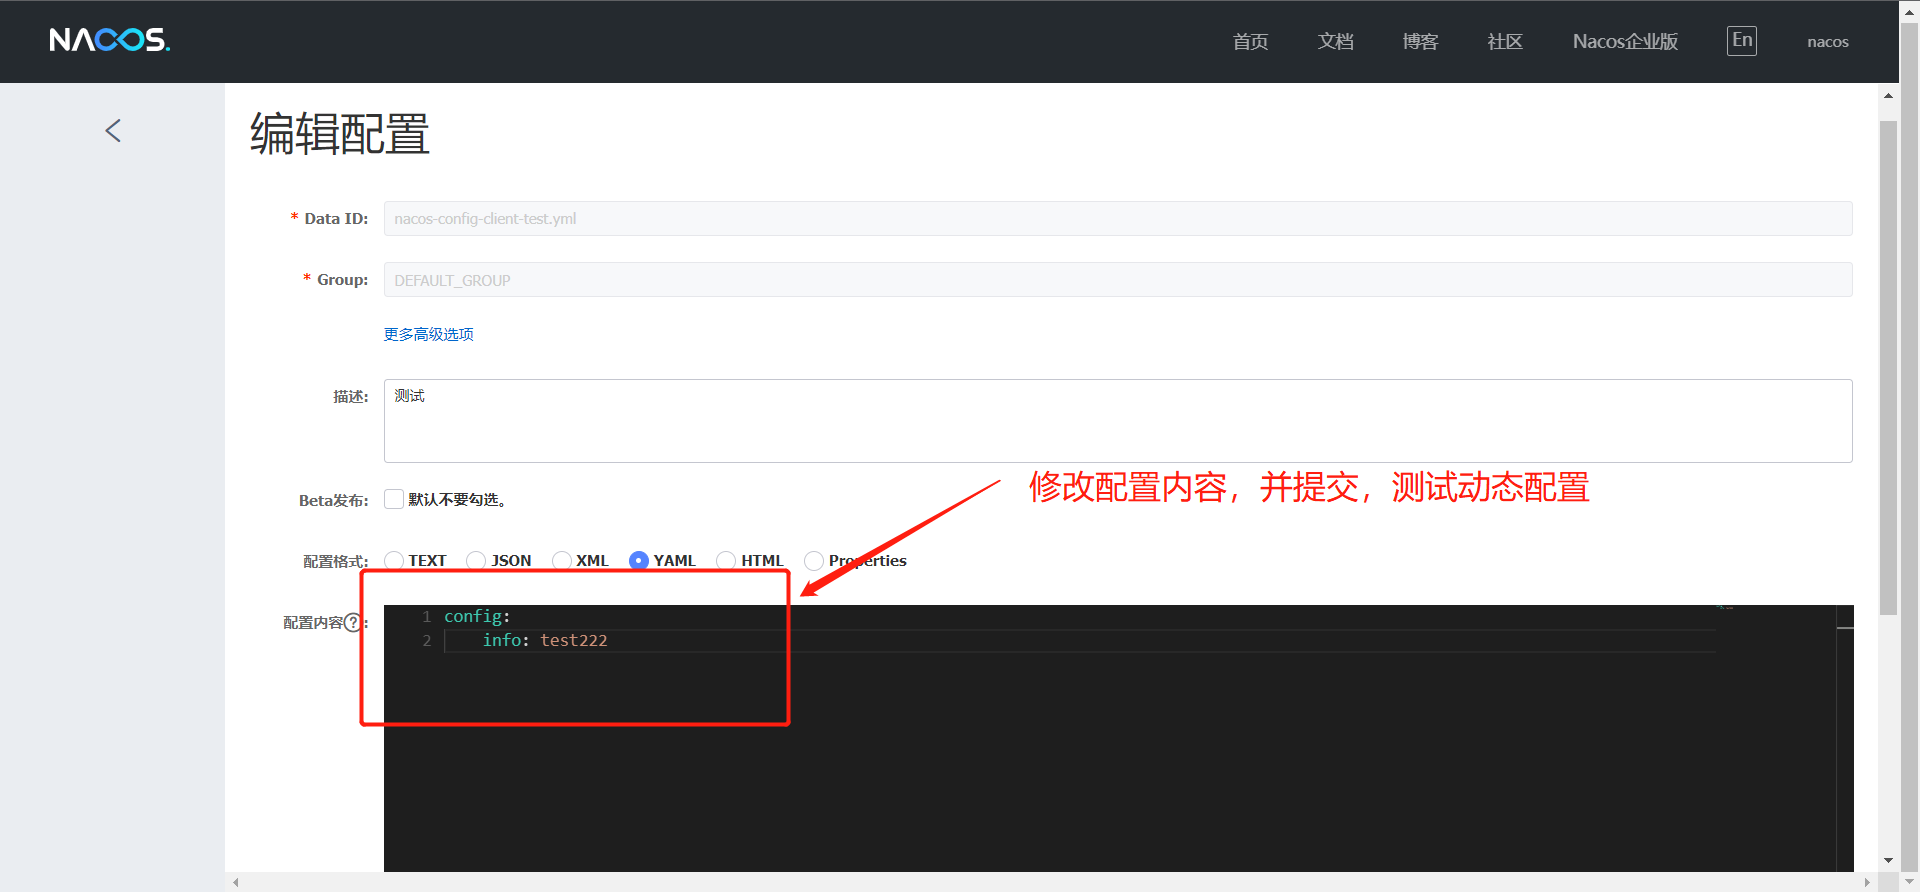 NACOS.
首页 文档 博客 社区 Nacos企业版 En nacos
编辑配置
* Data ID: nacos-config-client-test.yml
* Group: DEFAULT_GROUP
更多高级选项
描述: 测试
修改配置内容，并提交，测试动态配置
Beta发布: 默认不要勾选。
配置格式: TEXT JSON XML YAML HTML Properties
配置内容?: 1 config:
2 info: test222